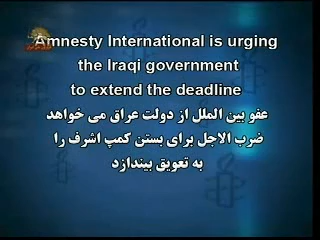 Amnesty International is urging
the Iraqi government
to extend the deadline
عفو بین الملل از دولت عراق می خواهد
ضرب الاجل برای بستن کمپ اشرف را
به تعویق بیندازد